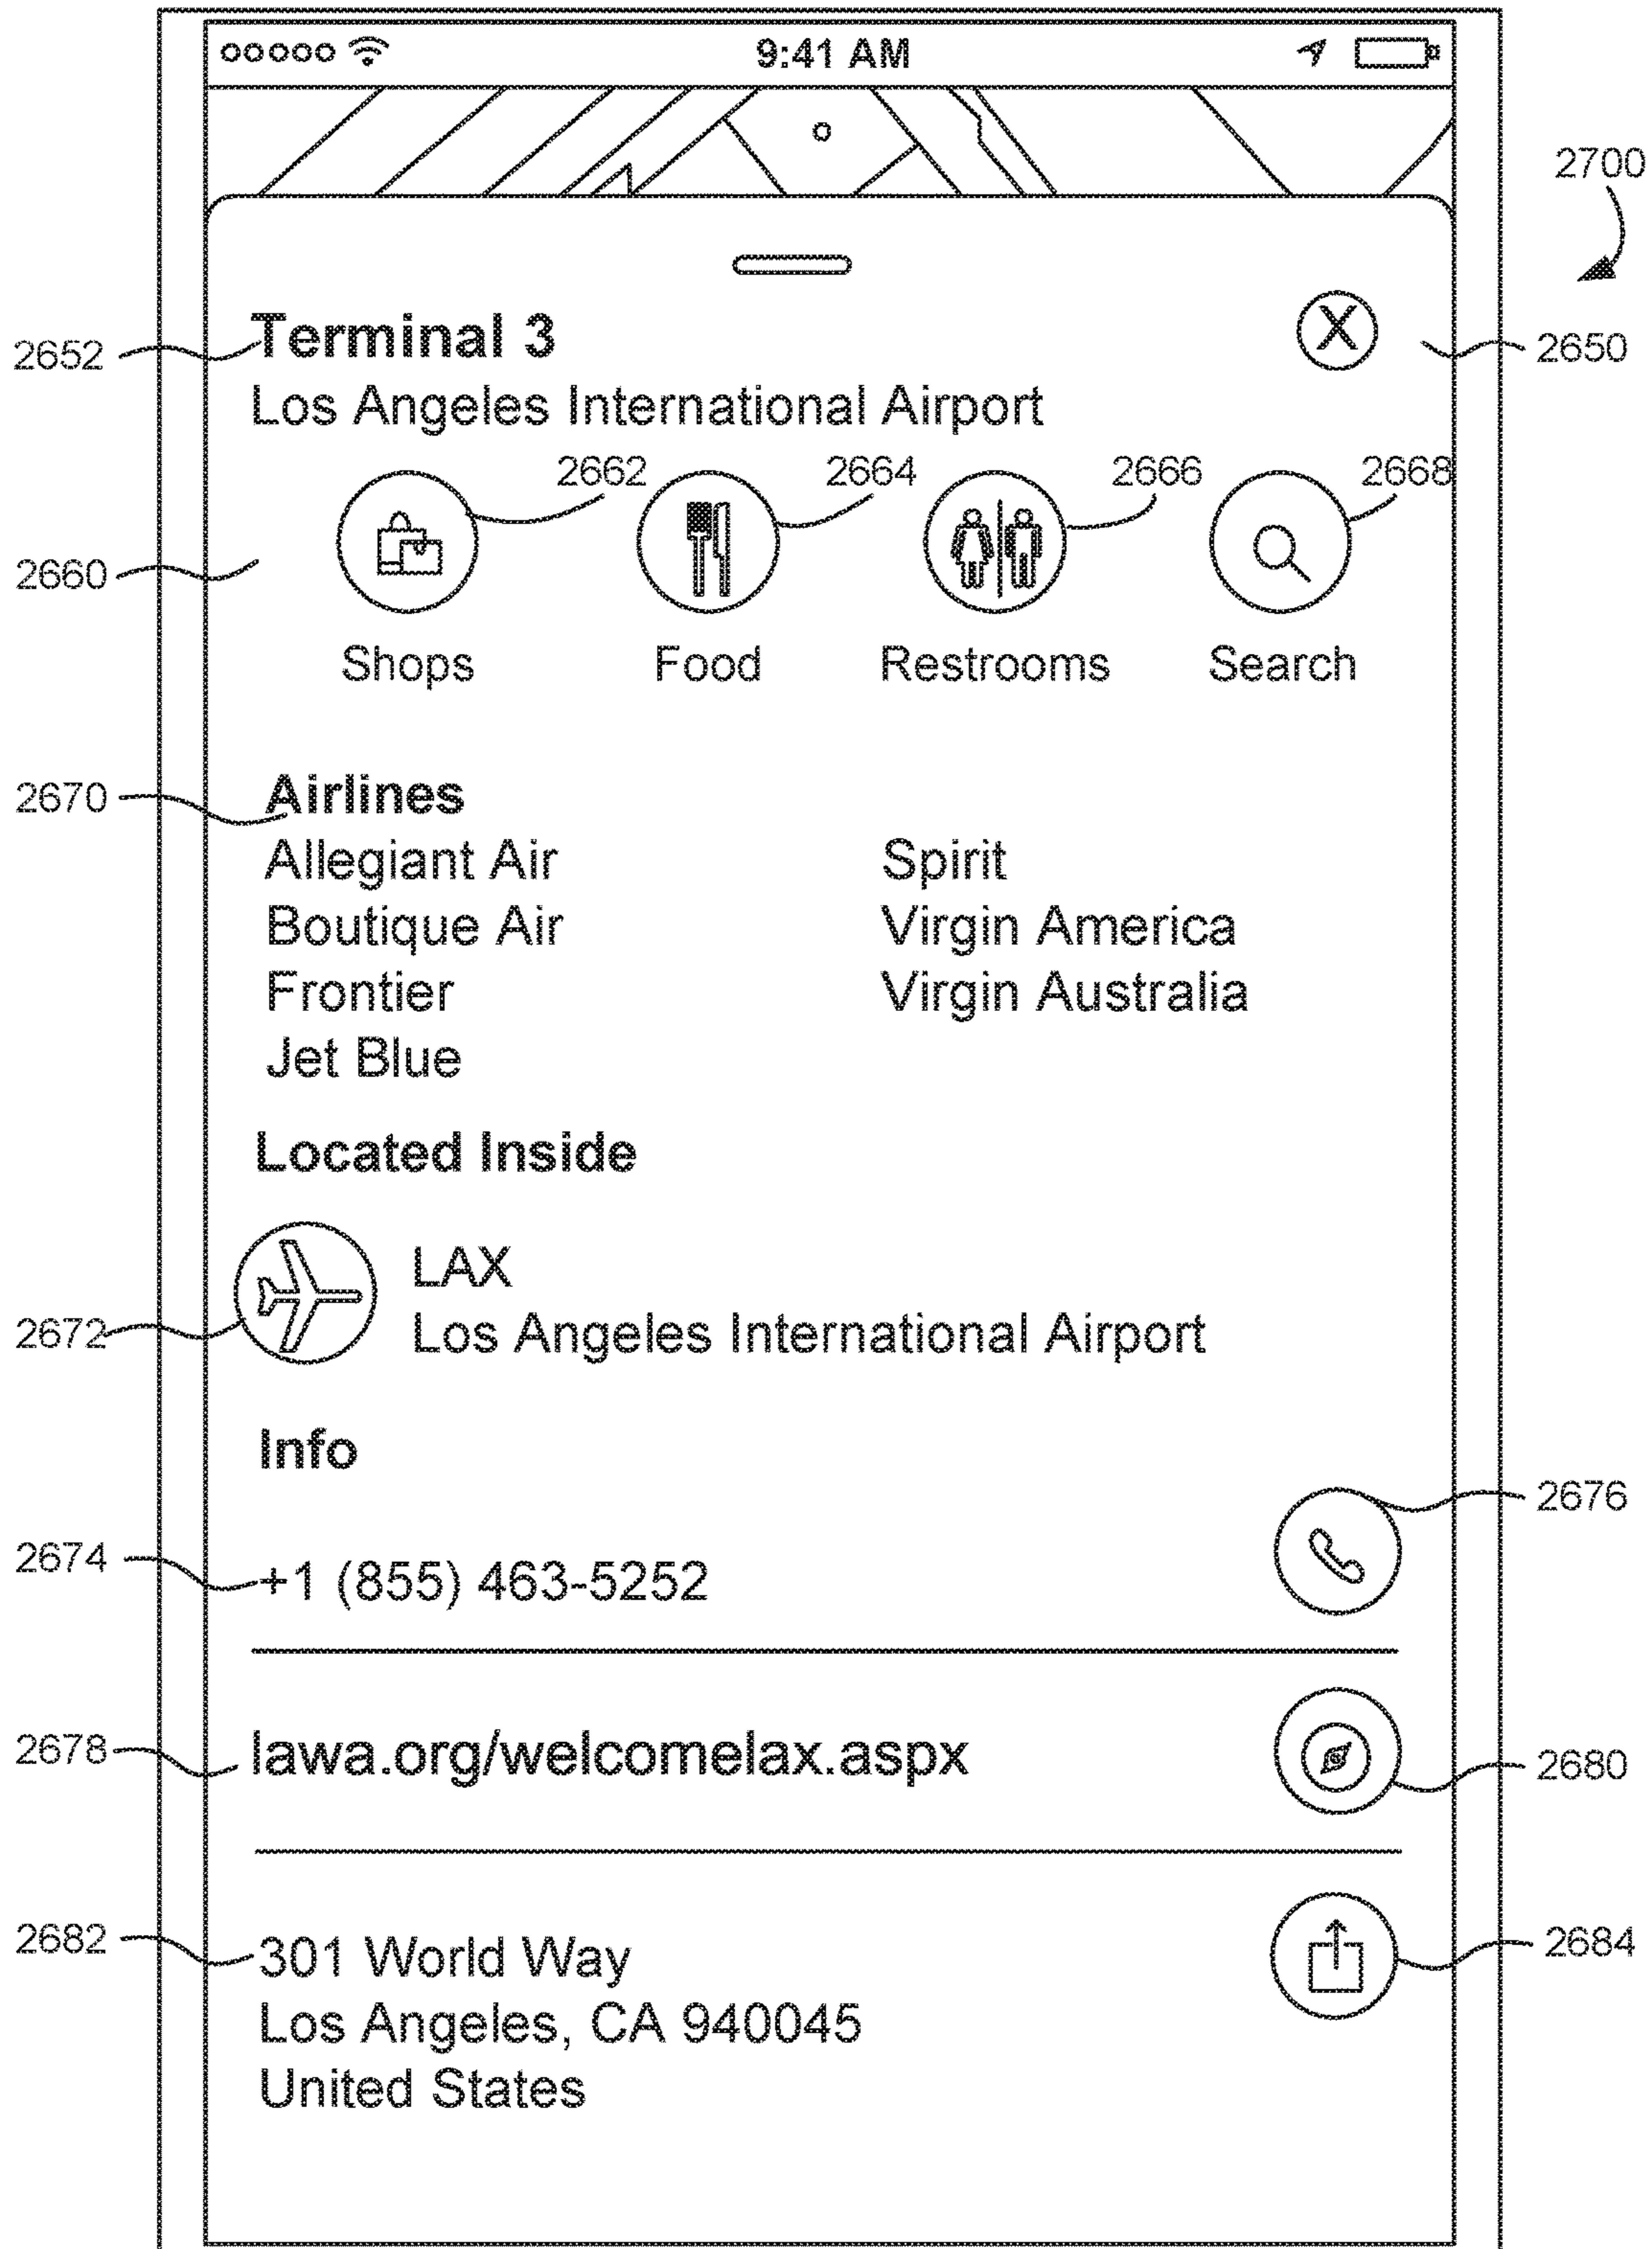 9:41 AM
2700
2652
Terminal 3
X
2650
Los Angeles International Airport
2662
2664
2666
2668
2660
Shops
Food
Restrooms
Search
2670
Airlines
Allegiant Air
Spirit
Boutique Air
Virgin America
Frontier
Virgin Australia
Jet Blue
Located Inside
LAX
2672
Los Angeles International Airport
Info
2676
2674
+1 (855) 463-5252
2678
lawa.org/welcomelax.aspx
2680
2682
301 World Way
2684
Los Angeles, CA 940045
United States